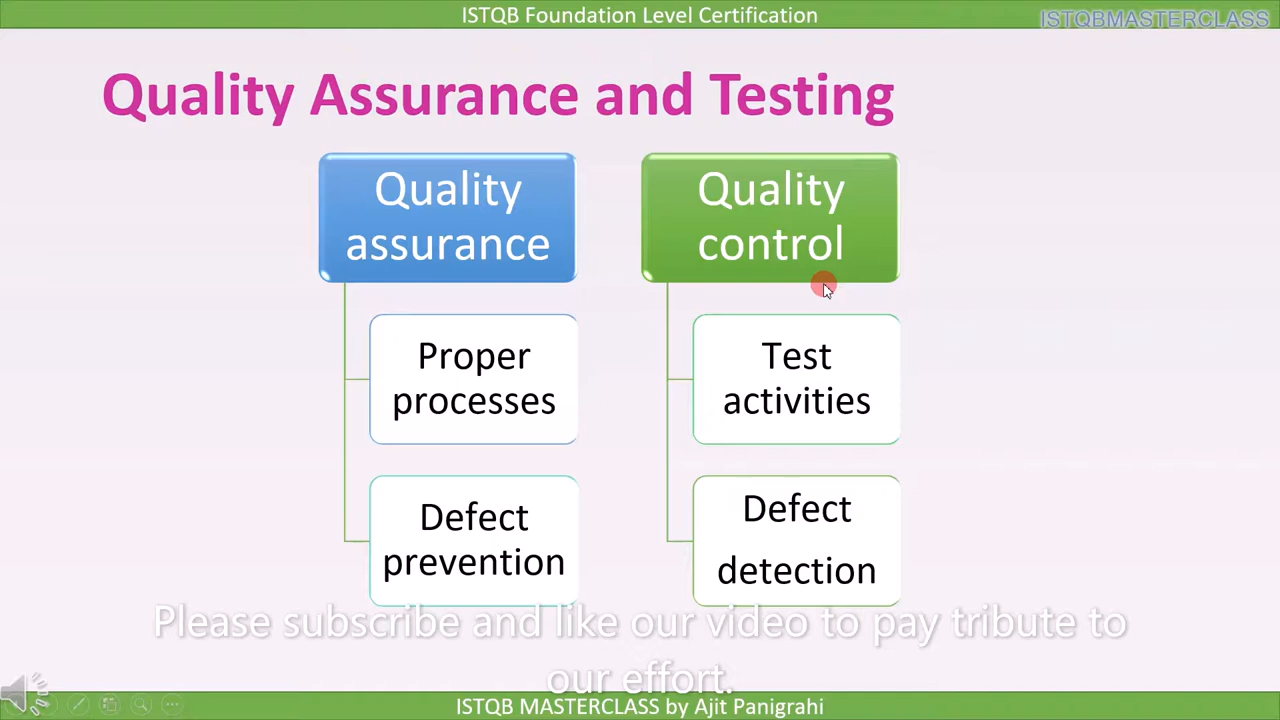 ISTQB Foundation Level Certification
ISTQBMASTERCLASS
Quality Assurance and Testing
Quality
assurance
Proper
processes
Defect
prevention
Quality
control
Test
activities
Defect
detection
Please subscribe and like our video to pay tribute to
our effort.
ISTQB MASTERCLASS by Ajit Panigrahi